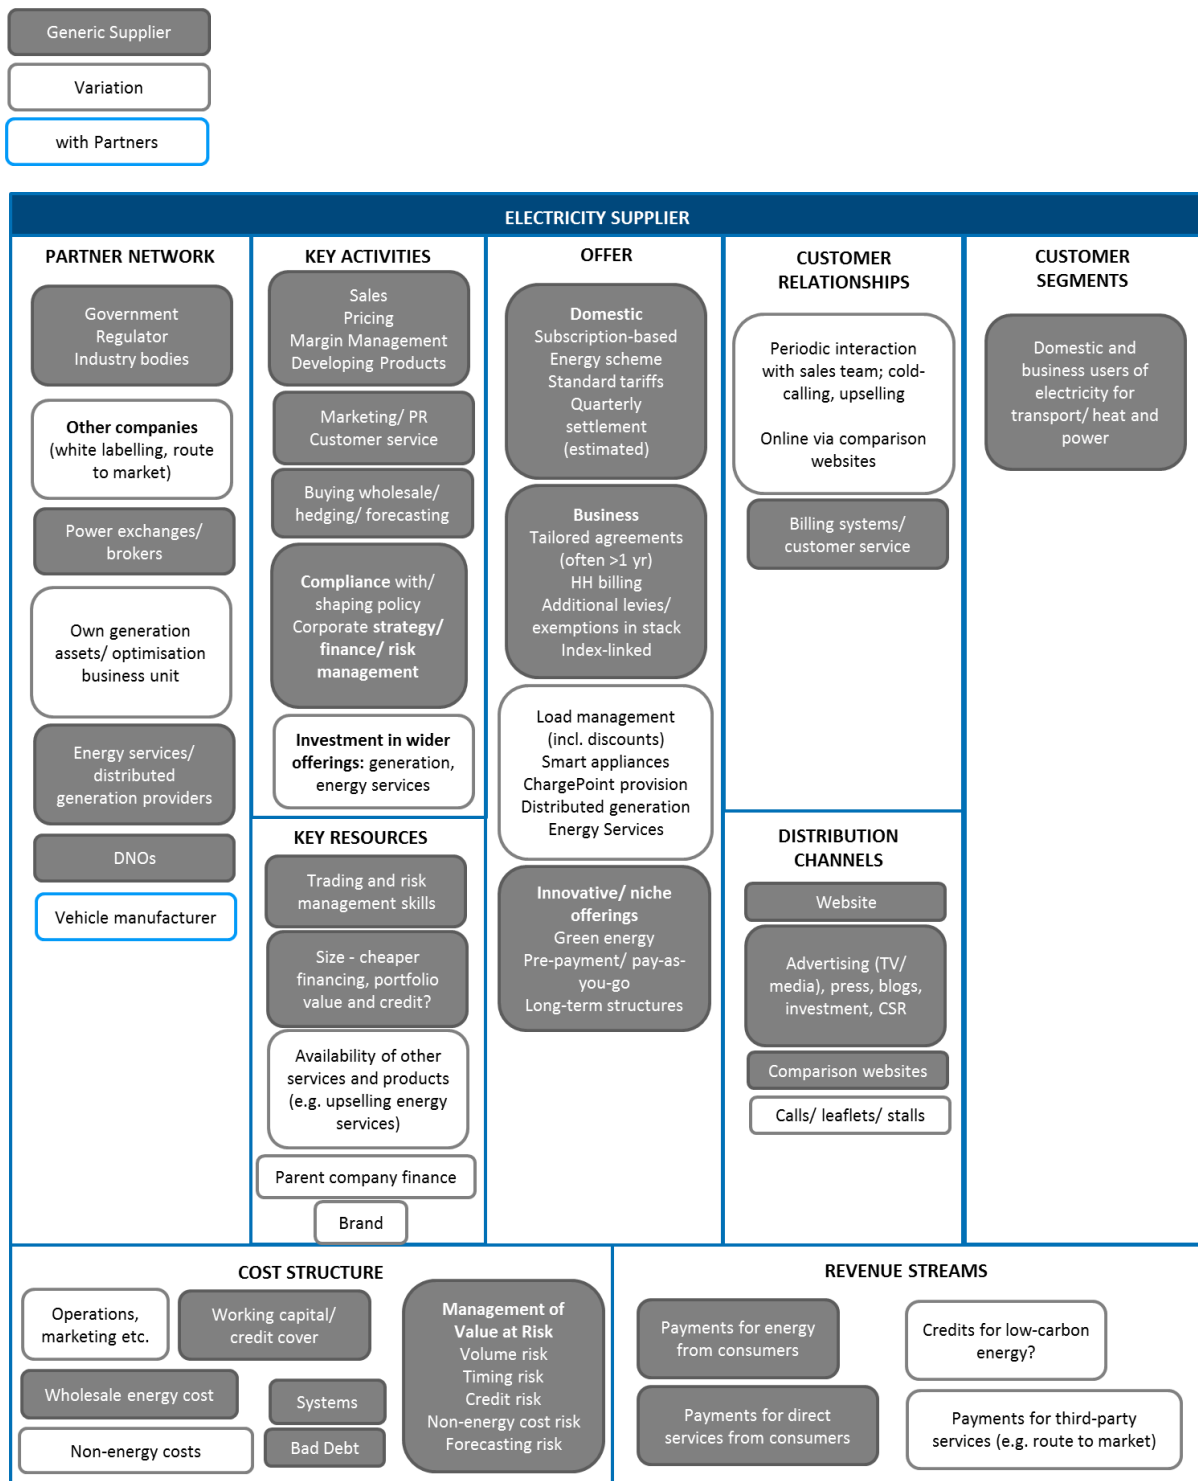 Generic Supplier
Variation
with Partners
ELECTRICITY SUPPLIER
PARTNER NETWORK
Government
Regulator
Industry bodies
Other companies
(white labelling, route
to market)
Power exchanges/
brokers
Own generation
assets/ optimisation
business unit
Energy services/
distributed
generation providers
DNOs
Vehicle manufacturer
KEY ACTIVITIES
Sales
Pricing
Margin Management
Developing Products
Marketing/ PR
Customer service
Buying wholesale/
hedging/ forecasting
Compliance with/
shaping policy
Corporate strategy/
finance/ risk
management
Investment in wider
offerings: generation,
energy services
KEY RESOURCES
Trading and risk
management skills
Size - cheaper
financing, portfolio
value and credit?
Availability of other
services and products
(e.g. upselling energy
services)
Parent company finance
Brand
OFFER
Domestic
Subscription-based
Energy scheme
Standard tariffs
Quarterly
settlement
(estimated)
Business
Tailored agreements
(often >1 yr)
HH billing
Additional levies/
exemptions in stack
Index-linked
Load management
(incl. discounts)
Smart appliances
ChargePoint provision
Distributed generation
Energy Services
Innovative/ niche
offerings
Green energy
Pre-payment/ pay-as-
you-go
Long-term structures
CUSTOMER
RELATIONSHIPS
Periodic interaction
with sales team; cold-
calling, upselling
Online via comparison
websites
Billing systems/
customer service
DISTRIBUTION
CHANNELS
Website
Advertising (TV/
media), press, blogs,
investment, CSR
Comparison websites
Calls/ leaflets/ stalls
CUSTOMER
SEGMENTS
Domestic and
business users of
electricity for
transport/ heat and
power
COST STRUCTURE
Operations,
marketing etc.
Working capital/
credit cover
Wholesale energy cost
Systems
Non-energy costs
Bad Debt
Management of
Value at Risk
Volume risk
Timing risk
Credit risk
Non-energy cost risk
Forecasting risk
REVENUE STREAMS
Payments for energy
from consumers
Credits for low-carbon
energy?
Payments for direct
services from consumers
Payments for third-party
services (e.g. route to market)